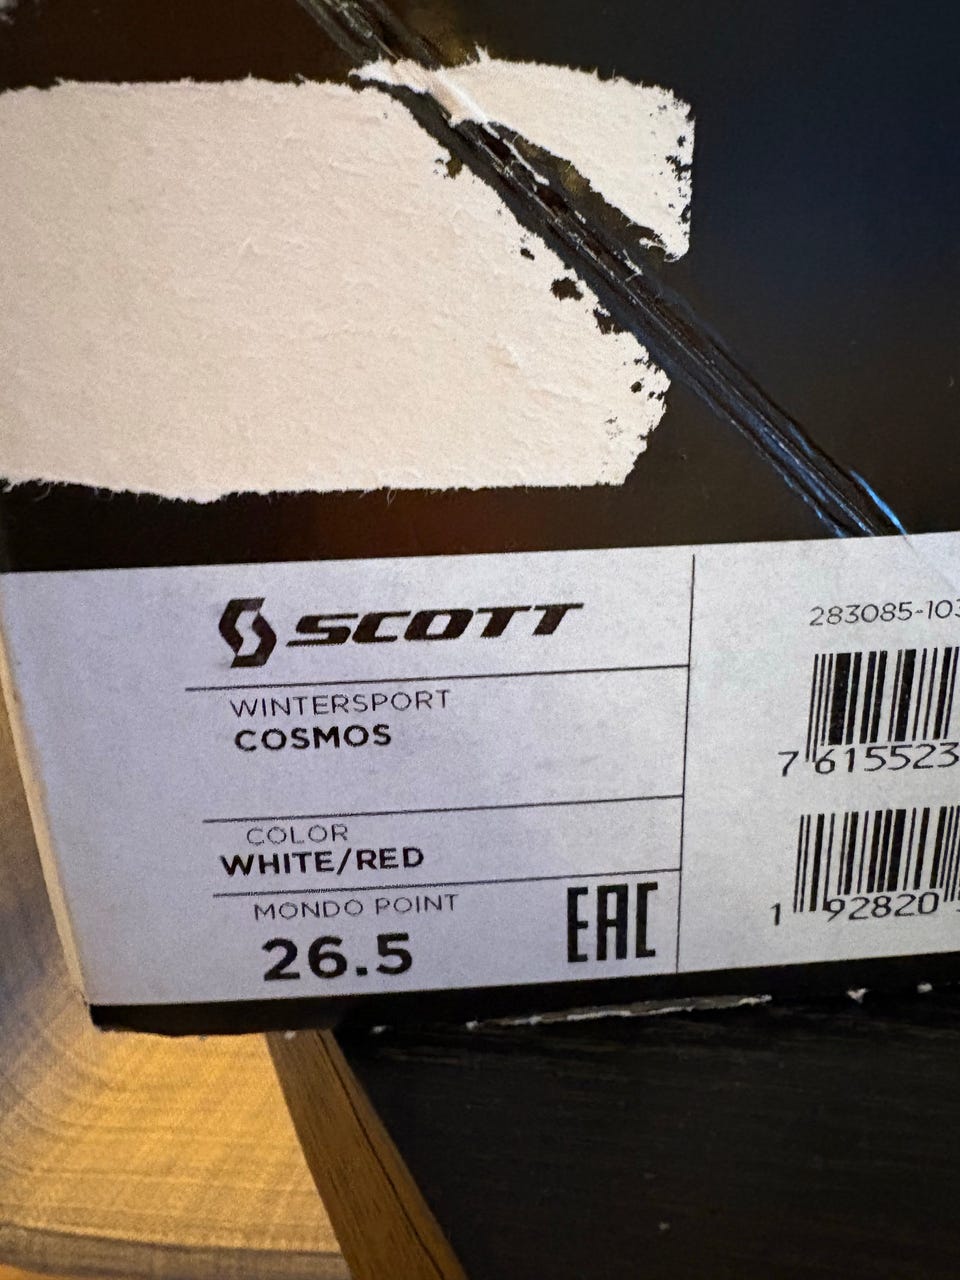 SCOTT
WINTERSPORT
COSMOS
COLOR
WHITE/RED
MONDO POINT
26.5
EAC
283085-103
7 615523
1 92820